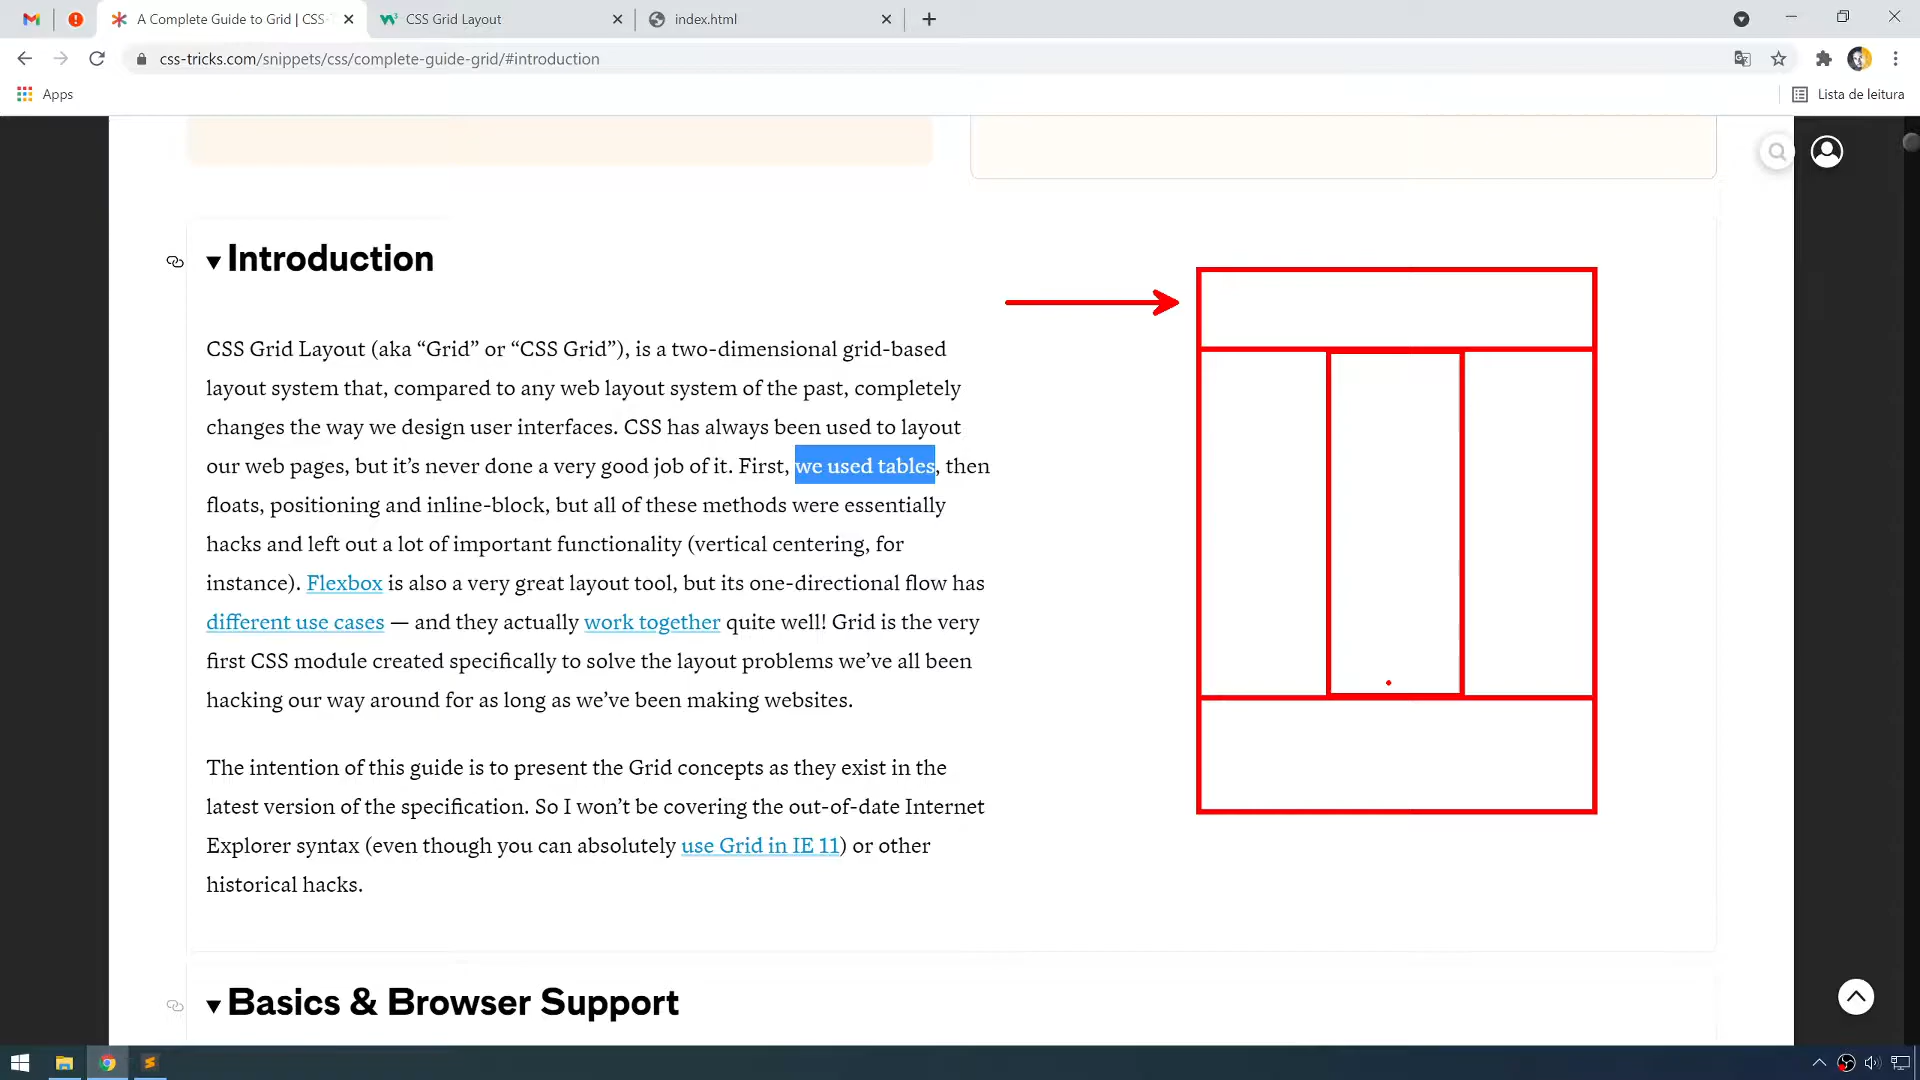 A Complete Guide to Grid | CSS-
CSS Grid Layout
index.html
css-tricks.com/snippets/css/complete-guide-grid/#introduction
Apps
Lista de leitura
Introduction
CSS Grid Layout (aka “Grid” or “CSS Grid”), is a two-dimensional grid-based
layout system that, compared to any web layout system of the past, completely
changes the way we design user interfaces. CSS has always been used to layout
our web pages, but it’s never done a very good job of it. First, we used tables, then
floats, positioning and inline-block, but all of these methods were essentially
hacks and left out a lot of important functionality (vertical centering, for
instance). Flexbox is also a very great layout tool, but its one-directional flow has
different use cases — and they actually work together quite well! Grid is the very
first CSS module created specifically to solve the layout problems we’ve all been
hacking our way around for as long as we’ve been making websites.
The intention of this guide is to present the Grid concepts as they exist in the
latest version of the specification. So I won’t be covering the out-of-date Internet
Explorer syntax (even though you can absolutely use Grid in IE 11) or other
historical hacks.
Basics & Browser Support